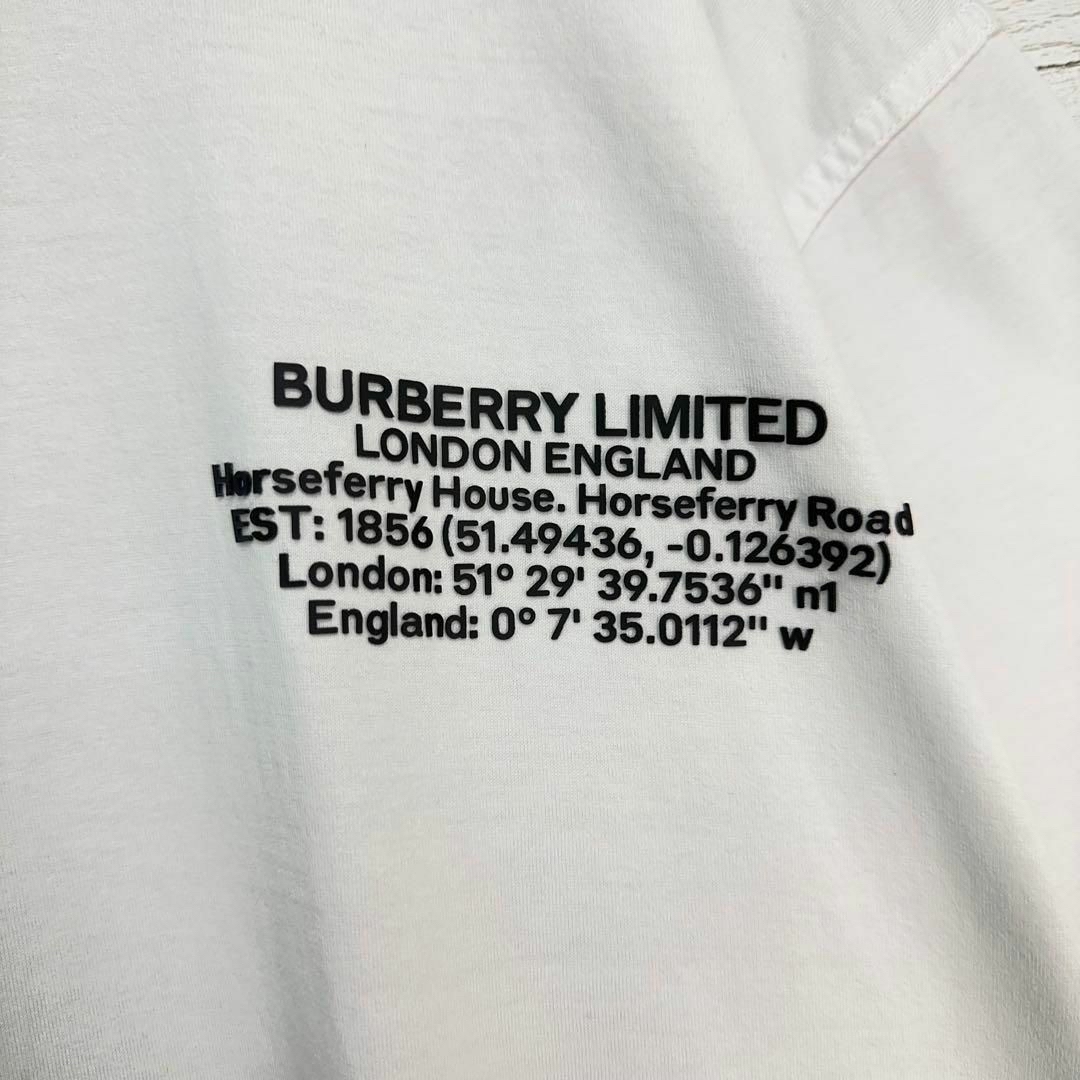 BURBERRY LIMITED
LONDON ENGLAND
Horseferry House. Horseferry Road
EST: 1856 (51.49436, -0.126392)
London: 51° 29' 39.7536" n1
England: 0° 7' 35.0112" w